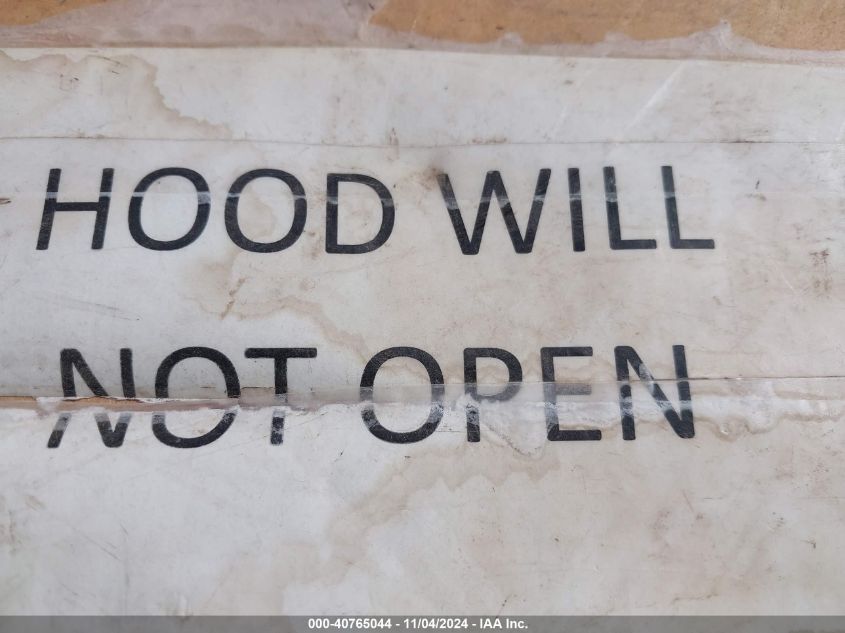 HOOD WILL
NOT OPEN
000-40765044 - 11/04/2024 - IAA Inc.